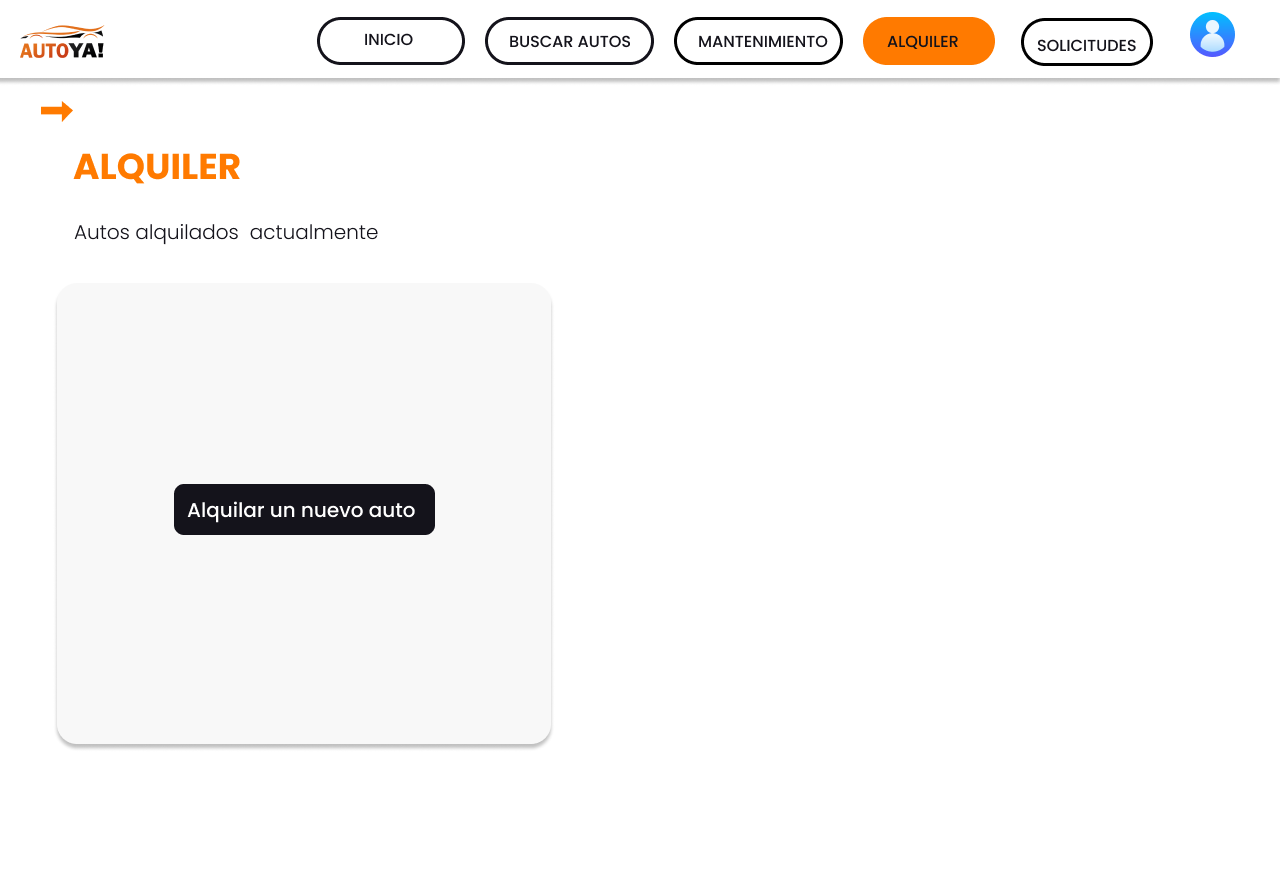 AUTOYA!
INICIO
BUSCAR AUTOS
MANTENIMIENTO
ALQUILER
SOLICITUDES
ALQUILER
Autos alquilados  actualmente
Alquilar un nuevo auto